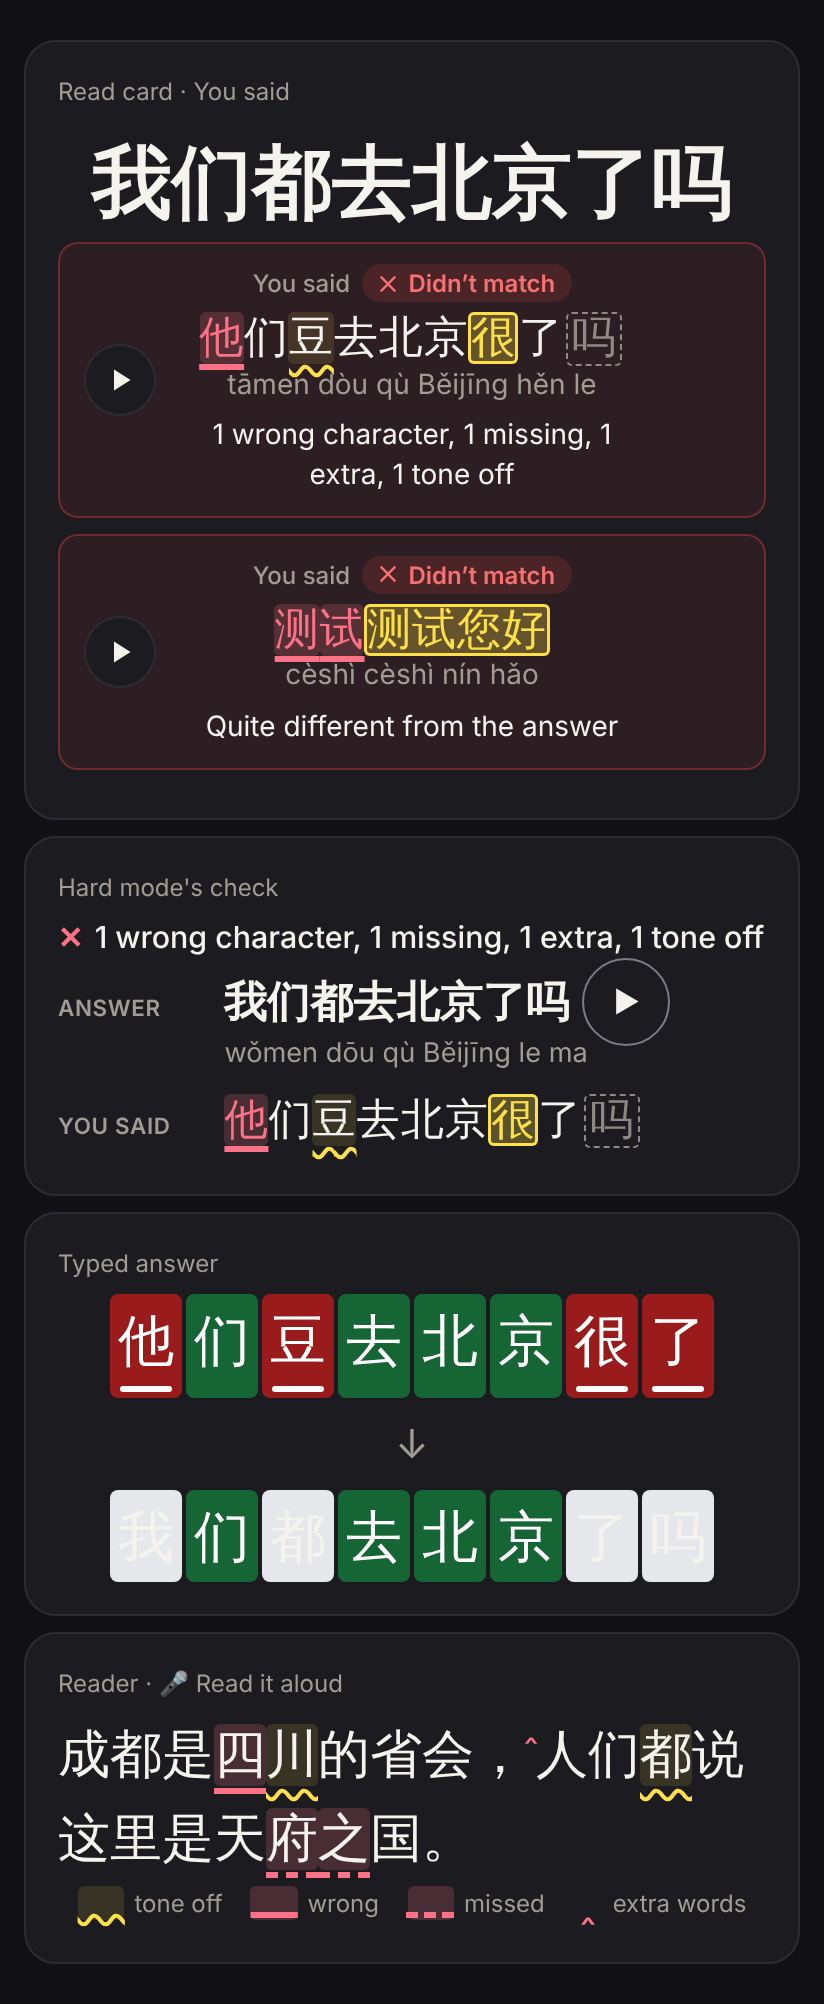 Read card · You said
我们都去北京了吗
You said × Didn’t match
他们豆去北京很了吗
tāmen dòu qù Běijīng hěn le
1 wrong character, 1 missing, 1
extra, 1 tone off
You said × Didn’t match
测试测试您好
cèshì cèshì nín hǎo
Quite different from the answer
Hard mode's check
× 1 wrong character, 1 missing, 1 extra, 1 tone off
ANSWER 我们都去北京了吗
wǒmen dōu qù Běijīng le ma
YOU SAID 他们豆去北京很了吗
Typed answer
他们豆去北京很了
↓
我们都去北京了吗
Reader · 🎤 Read it aloud
成都是四川的省会，‸人们都说
这里是天府之国。
tone off wrong missed ‸ extra words